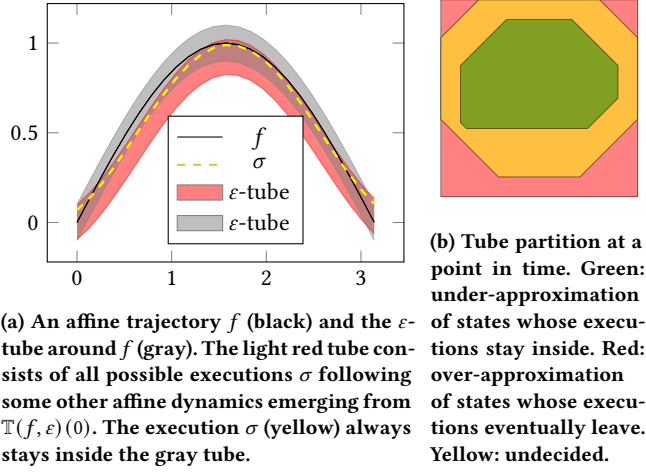 1
0.5
0
0
1
2
3
f
σ
ε-tube
ε-tube
(a) An affine trajectory f (black) and the ε-
tube around f (gray). The light red tube con-
sists of all possible executions σ following
some other affine dynamics emerging from
𝕋(f, ε)(0). The execution σ (yellow) always
stays inside the gray tube.
(b) Tube partition at a
point in time. Green:
under-approximation
of states whose execu-
tions stay inside. Red:
over-approximation
of states whose execu-
tions eventually leave.
Yellow: undecided.